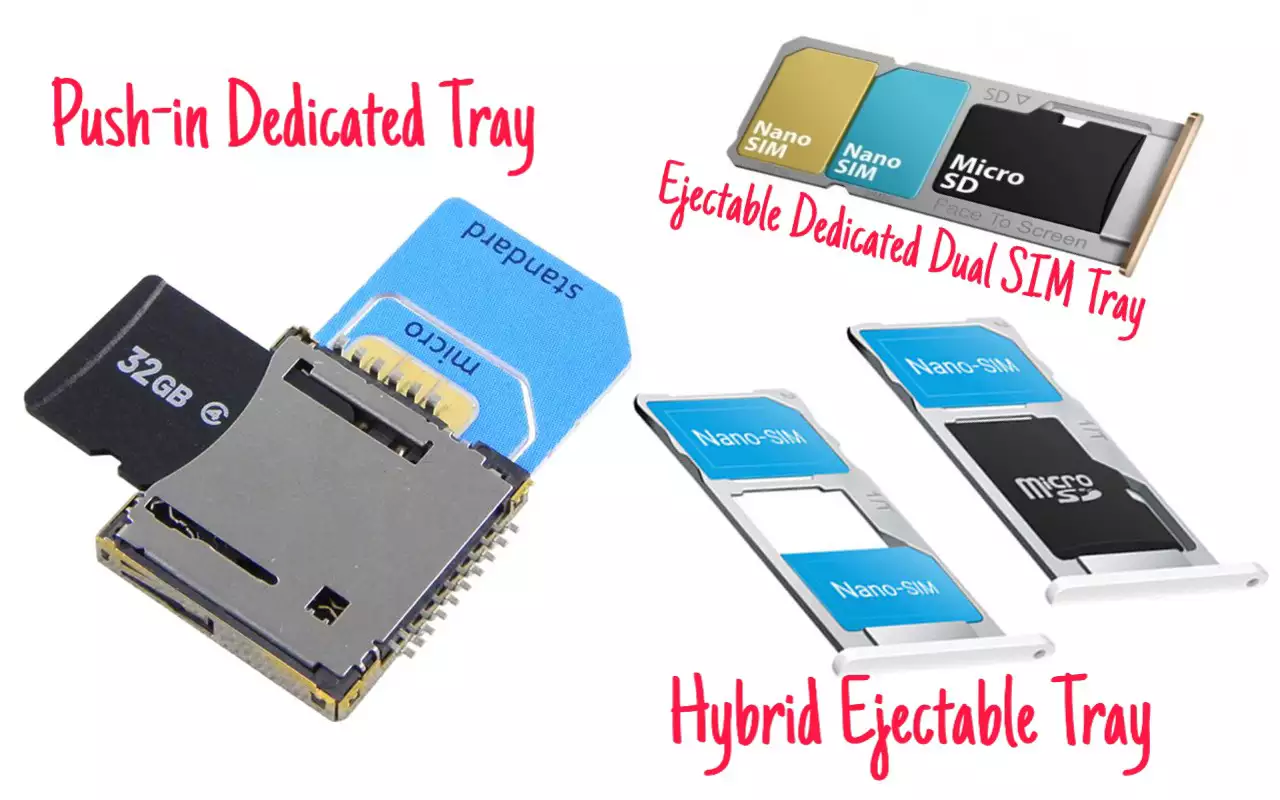 Push-in Dedicated Tray
32GB 4
standard
micro
Nano
SIM
Nano
SIM
SD ▽
Micro
SD
Face To Screen
Ejectable Dedicated Dual SIM Tray
Nano-SIM
Nano-SIM
Nano-SIM
micro
SD
Hybrid Ejectable Tray